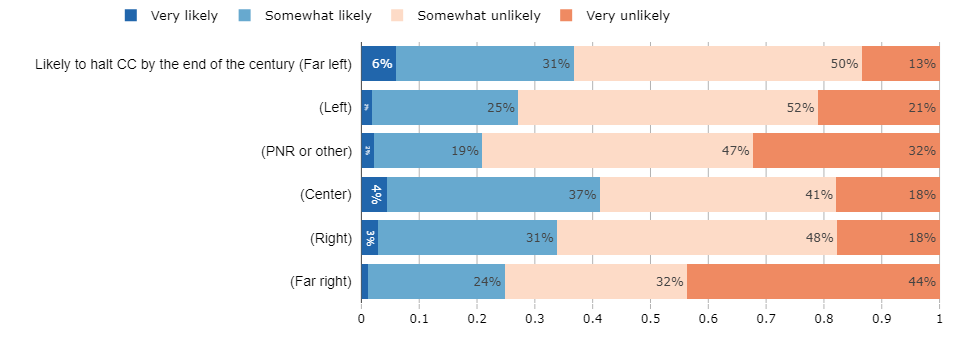 Very likely Somewhat likely Somewhat unlikely Very unlikely
Likely to halt CC by the end of the century (Far left) 6% 31% 50% 13%
(Left) 25% 52% 21%
(PNR or other) 2% 19% 47% 32%
(Center) 4% 37% 41% 18%
(Right) 3% 31% 48% 18%
(Far right) 24% 32% 44%
0 0.1 0.2 0.3 0.4 0.5 0.6 0.7 0.8 0.9 1